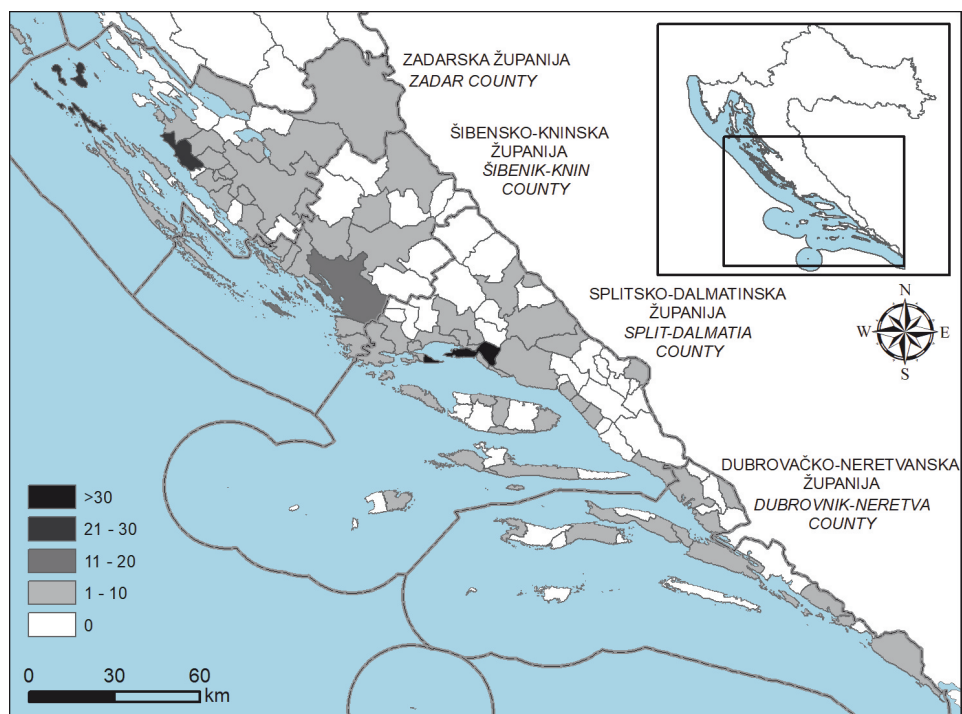 ZADARSKA ŽUPANIJA
ZADAR COUNTY
ŠIBENSKO-KNINSKA
ŽUPANIJA
ŠIBENIK-KNIN
COUNTY
SPLITSKO-DALMATINSKA
ŽUPANIJA
SPLIT-DALMATIA
COUNTY
N
W
E
S
DUBROVAČKO-NERETVANSKA
ŽUPANIJA
DUBROVNIK-NERETVA
COUNTY
>30
21 - 30
11 - 20
1 - 10
0
0 30 60
km